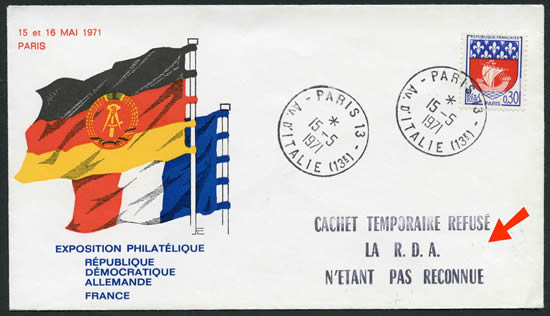 15 et 16 MAI 1971
PARIS
EXPOSITION PHILATÉLIQUE
RÉPUBLIQUE
DÉMOCRATIQUE
ALLEMANDE
FRANCE
- PARIS 13 -
*
15-5
1971
AV. D'ITALIE (13E)
- PARIS 13 -
*
15-5
1971
AV. D'ITALIE (13E)
REPUBLIQUE FRANÇAISE
PARIS
0,30
CACHET TEMPORAIRE REFUSÉ
LA R. D. A.
N'ETANT PAS RECONNUE